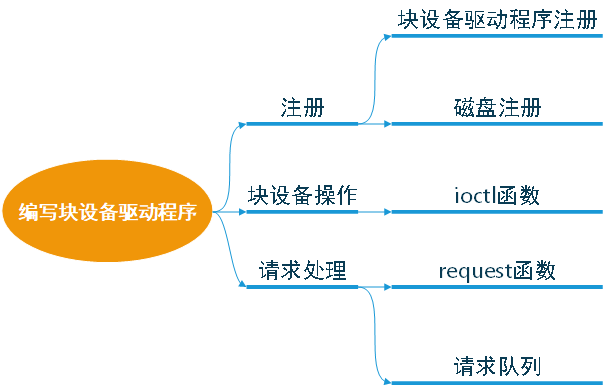 块设备驱动程序注册
注册
磁盘注册
编写块设备驱动程序
块设备操作
ioctl函数
请求处理
request函数
请求队列